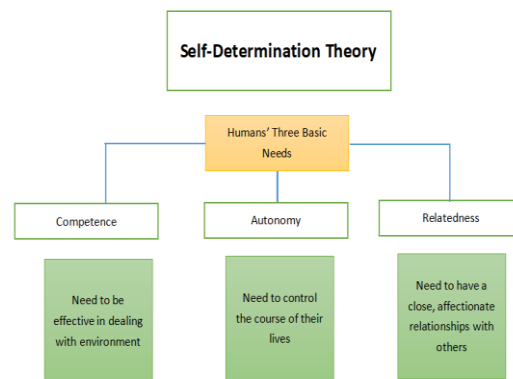 Self-Determination Theory
Humans' Three Basic
Needs
Competence
Autonomy
Relatedness
Need to be
effective in dealing
with environment
Need to control
the course of their
lives
Need to have a
close, affectionate
relationships with
others